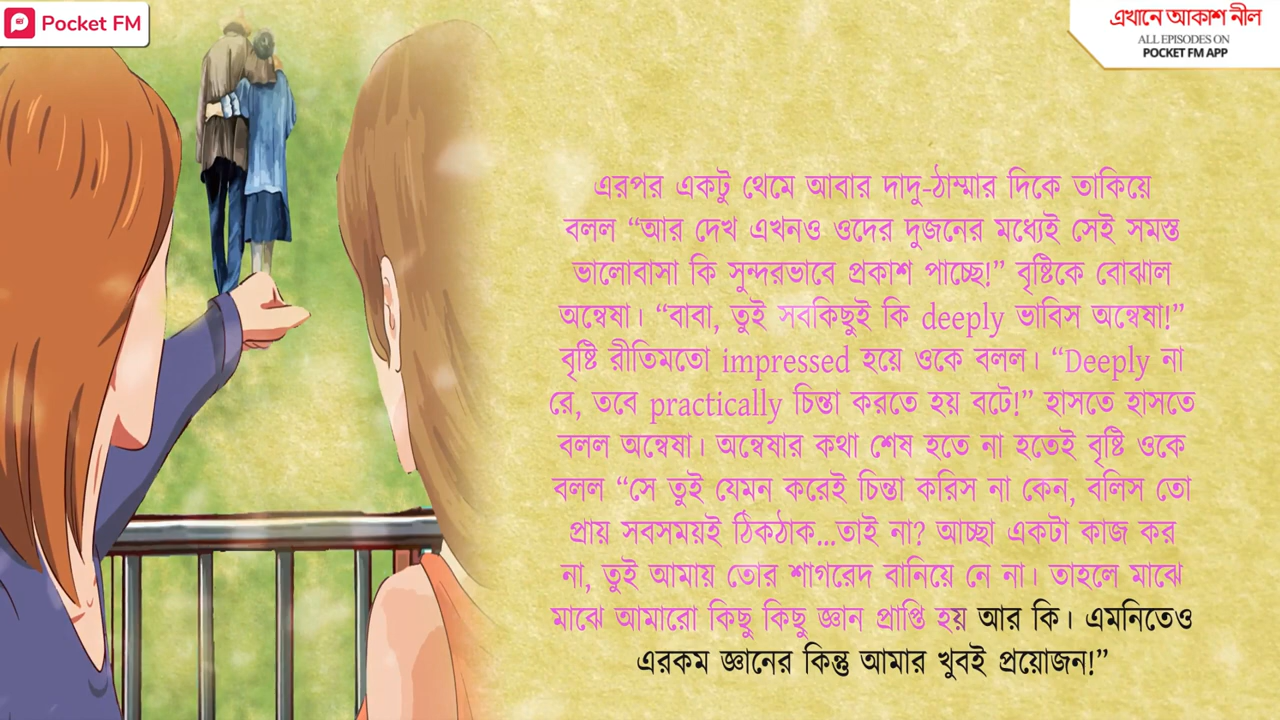 Pocket FM
এখানে আকাশ নীল
ALL EPISODES ON
POCKET FM APP
এরপর একটু থেমে আবার দাদু-ঠাম্মার দিকে তাকিয়ে
বলল “আর দেখ এখনও ওদের দুজনের মধ্যেই সেই সমস্ত
ভালোবাসা কি সুন্দরভাবে প্রকাশ পাচ্ছে!” বৃষ্টিকে বোঝাল
অন্বেষা। “বাবা, তুই সবকিছুই কি deeply ভাবিস অন্বেষা!”
বৃষ্টি রীতিমতো impressed হয়ে ওকে বলল। “Deeply না
রে, তবে practically চিন্তা করতে হয় বটে!” হাসতে হাসতে
বলল অন্বেষা। অন্বেষার কথা শেষ হতে না হতেই বৃষ্টি ওকে
বলল “সে তুই যেমন করেই চিন্তা করিস না কেন, বলিস তো
প্রায় সবসময়ই ঠিকঠাক...তাই না? আচ্ছা একটা কাজ কর
না, তুই আমায় তোর শাগরেদ বানিয়ে নে না। তাহলে মাঝে
মাঝে আমারো কিছু কিছু জ্ঞান প্রাপ্তি হয় আর কি। এমনিতেও
এরকম জ্ঞানের কিন্তু আমার খুবই প্রয়োজন!”